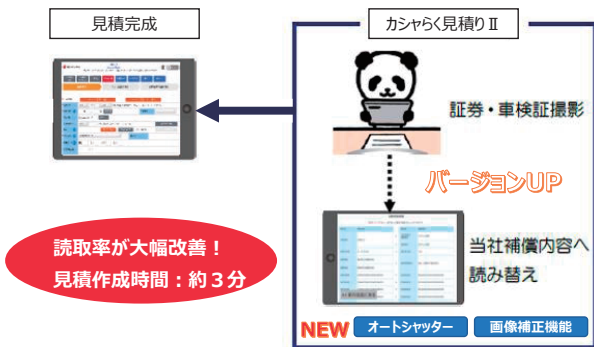 見積完成
カシャらく見積りⅡ
証券・車検証撮影
バージョンUP
読取率が大幅改善！
見積作成時間：約３分
当社補償内容へ
読み替え
NEW オートシャッター 画像補正機能